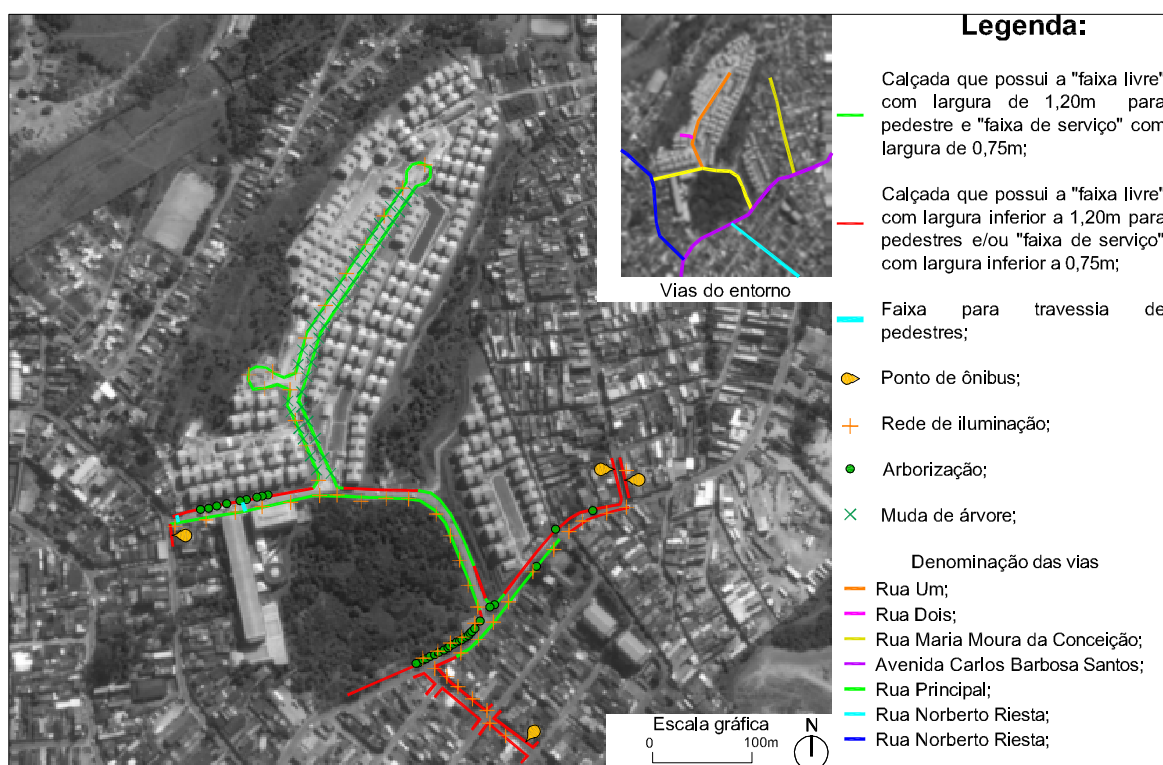 Legenda:
Calçada que possui a "faixa livre"
com largura de 1,20m para
pedestre e "faixa de serviço" com
largura de 0,75m;
Calçada que possui a "faixa livre"
com largura inferior a 1,20m para
pedestres e/ou "faixa de serviço"
com largura inferior a 0,75m;
Faixa para travessia de
pedestres;
Ponto de ônibus;
Rede de iluminação;
Arborização;
Muda de árvore;
Denominação das vias
Rua Um;
Rua Dois;
Rua Maria Moura da Conceição;
Avenida Carlos Barbosa Santos;
Rua Principal;
Rua Norberto Riesta;
Rua Norberto Riesta;
Vias do entorno
Escala gráfica
0 100m
N